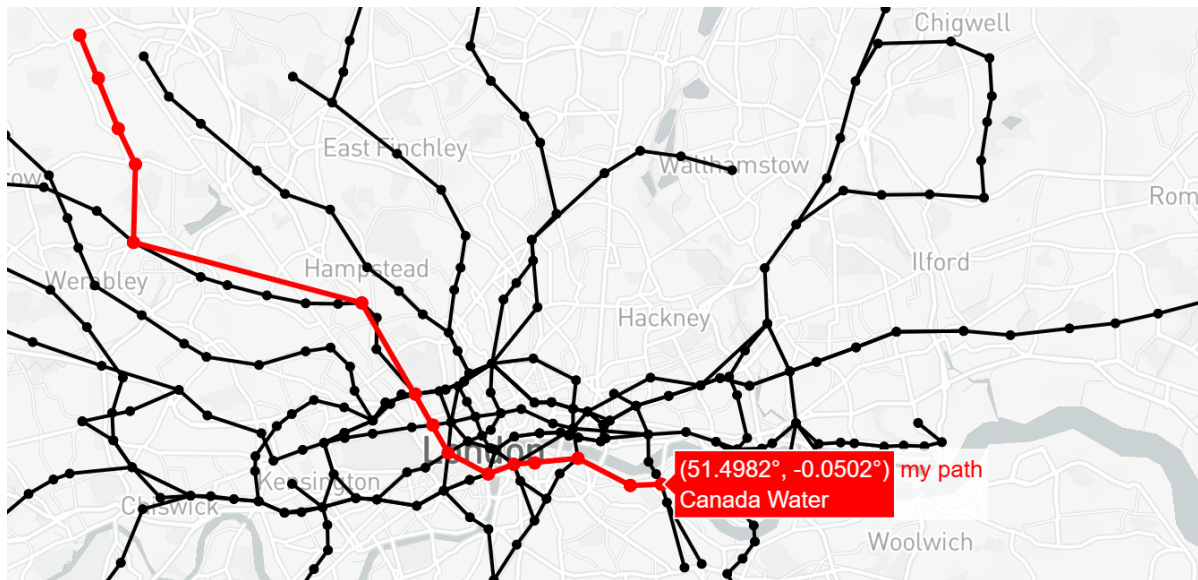 Chigwell
East Finchley
Walthamstow
Rom
Hampstead
Ilford
Wembley
Hackney
London
Kensington
(51.4982°, -0.0502°) my path
Canada Water
Chiswick
Woolwich